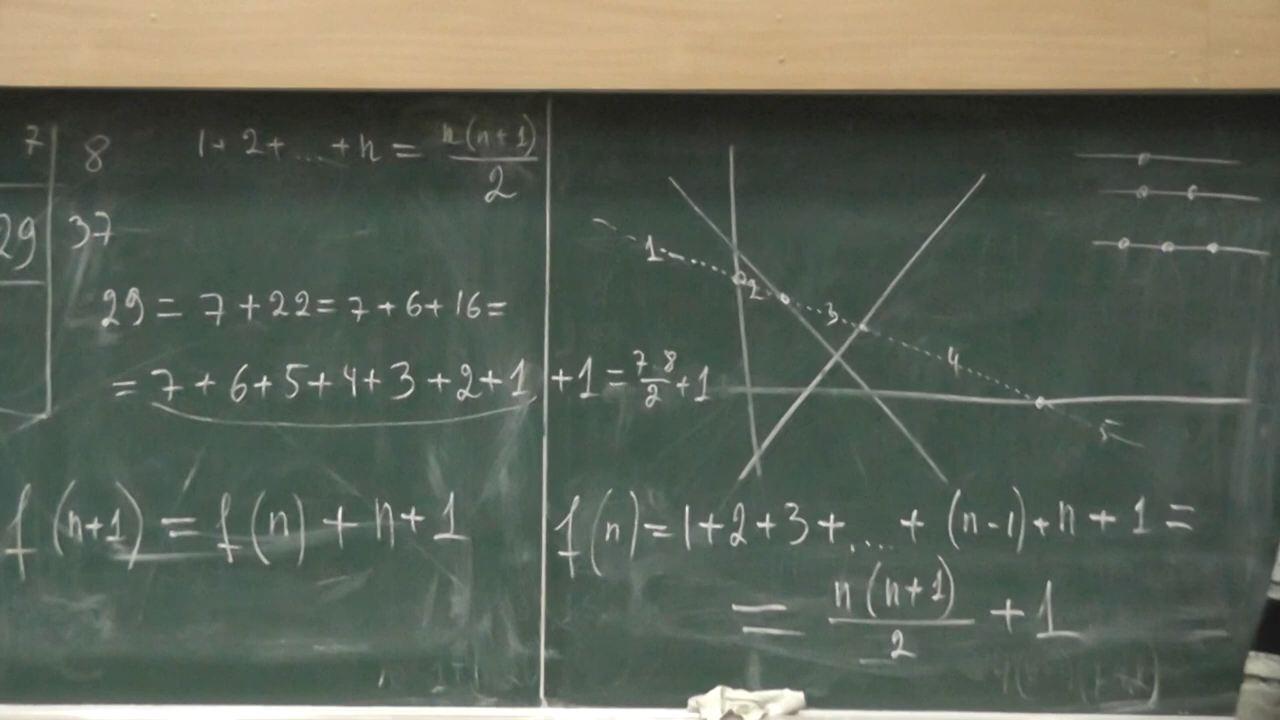 7 | 8
1+2+...+n = n(n+1)/2
29 | 37
29 = 7+22 = 7+6+16 =
= 7+6+5+4+3+2+1+1 = 7·8/2+1
f(n+1) = f(n)+n+1
1 2 3 4 5
f(n) = 1+2+3+....+(n-1)+n+1 =
= n(n+1)/2 + 1